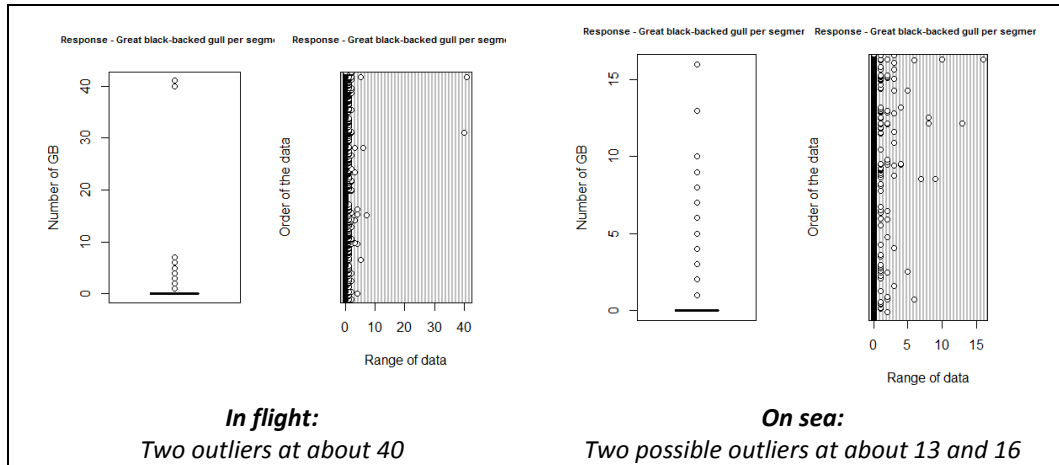 Response - Great black-backed gull per segme
Response - Great black-backed gull per segmer
Number of GB
0
10
20
30
40
Order of the data
0 10 20 30 40
Range of data
In flight:
Two outliers at about 40
Response - Great black-backed gull per segmer
Response - Great black-backed gull per segmer
Number of GB
0
5
10
15
Order of the data
0 5 10 15
Range of data
On sea:
Two possible outliers at about 13 and 16